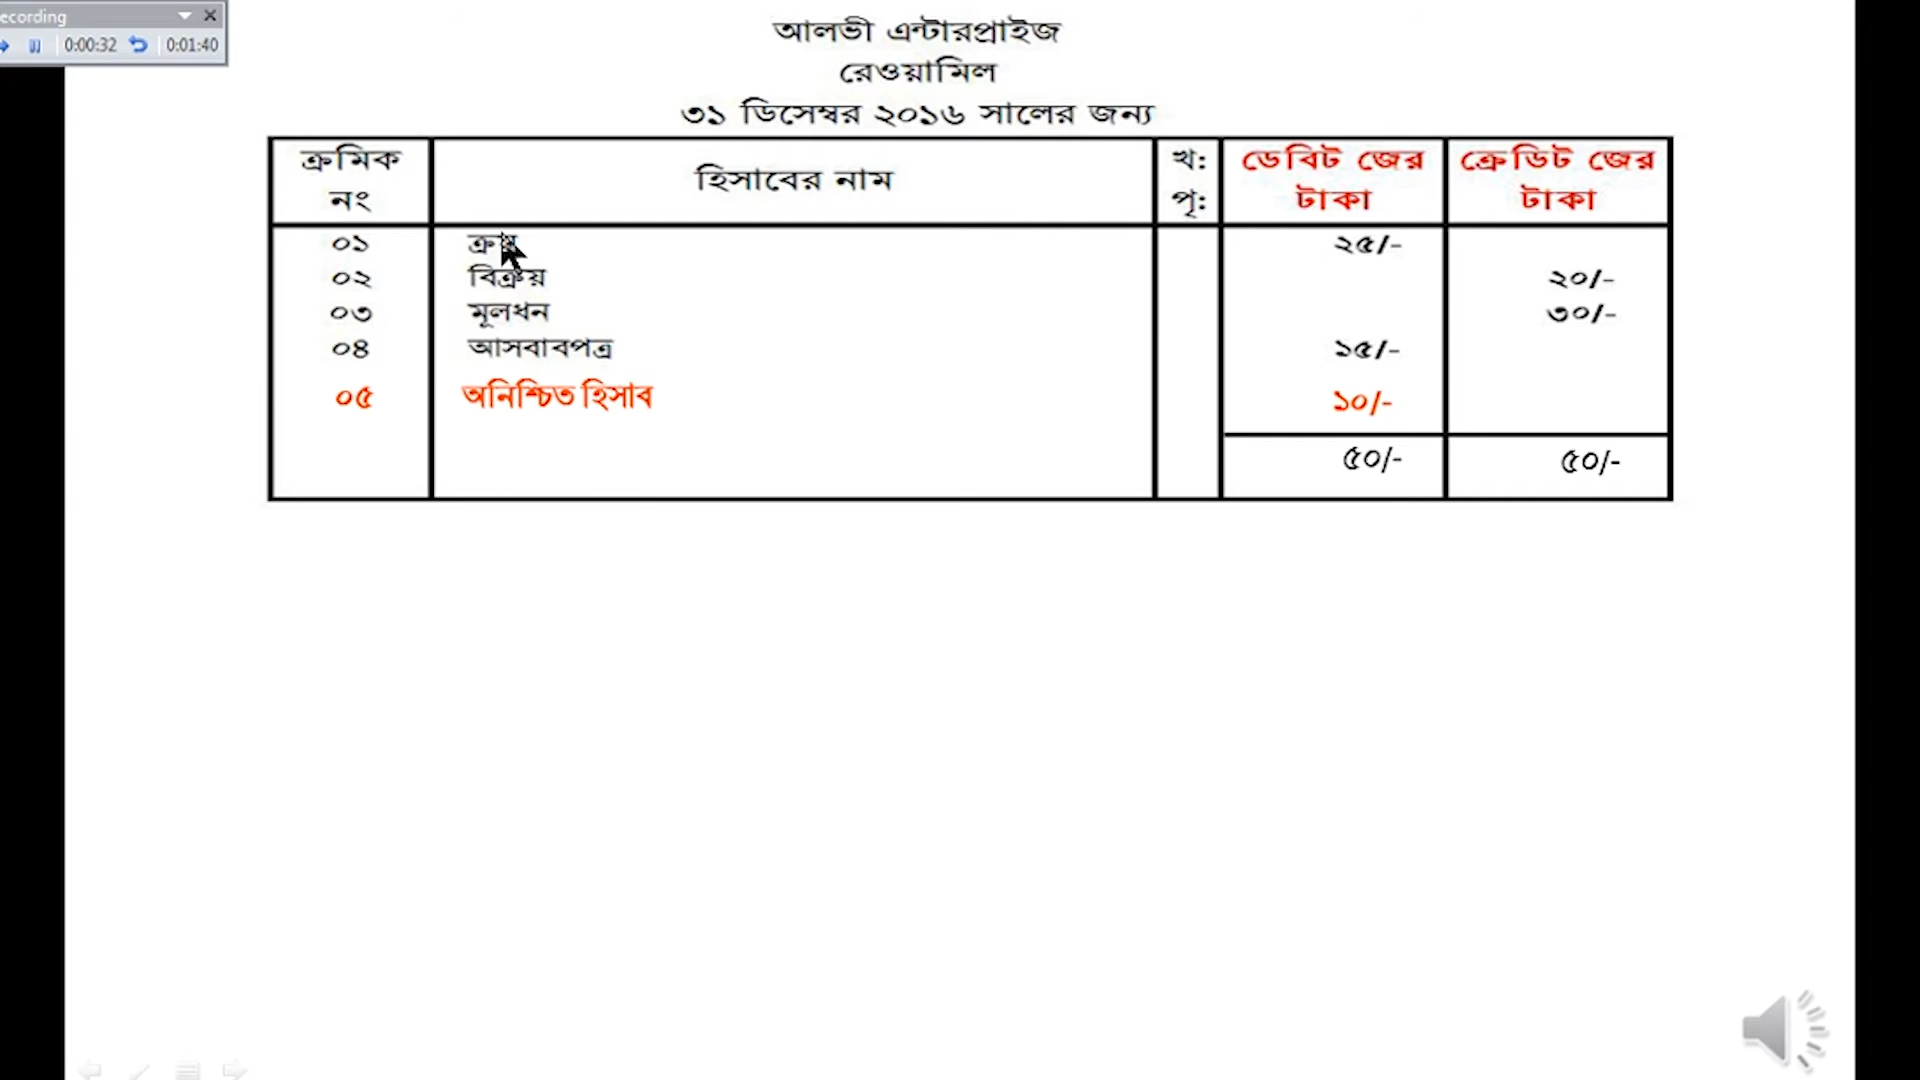 ecording
0:00:32 0:01:40
আলভী এন্টারপ্রাইজ
রেওয়ামিল
৩১ ডিসেম্বর ২০১৬ সালের জন্য
ক্রমিক নং হিসাবের নাম খ: পৃ: ডেবিট জের টাকা ক্রেডিট জের টাকা
০১ ক্রয় ২৫/-
০২ বিক্রয় ২০/-
০৩ মূলধন ৩০/-
০৪ আসবাবপত্র ১৫/-
০৫ অনিশ্চিত হিসাব ১০/-
৫০/- ৫০/-